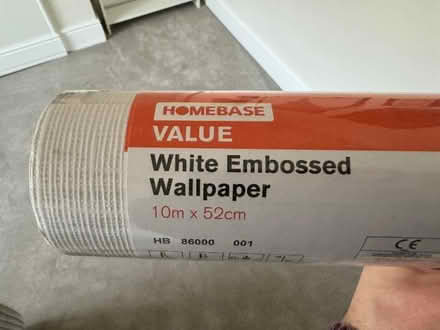 HOMEBASE
VALUE
White Embossed
Wallpaper
10m x 52cm
HB 86000 001
CE